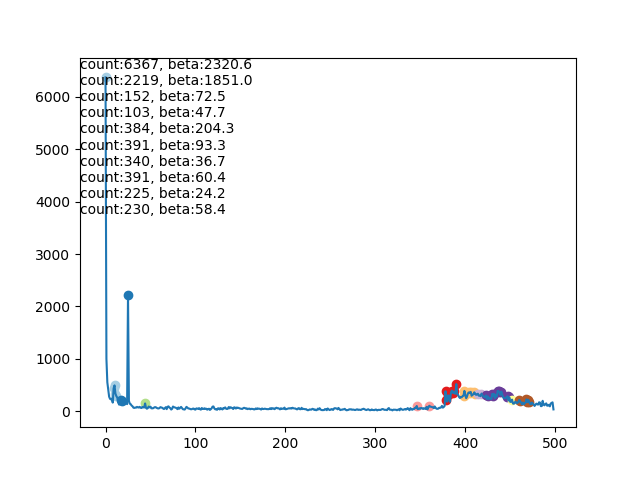 count:6367, beta:2320.6
count:2219, beta:1851.0
count:152, beta:72.5
count:103, beta:47.7
count:384, beta:204.3
count:391, beta:93.3
count:340, beta:36.7
count:391, beta:60.4
count:225, beta:24.2
count:230, beta:58.4
6000
5000
4000
3000
2000
1000
0
0 100 200 300 400 500